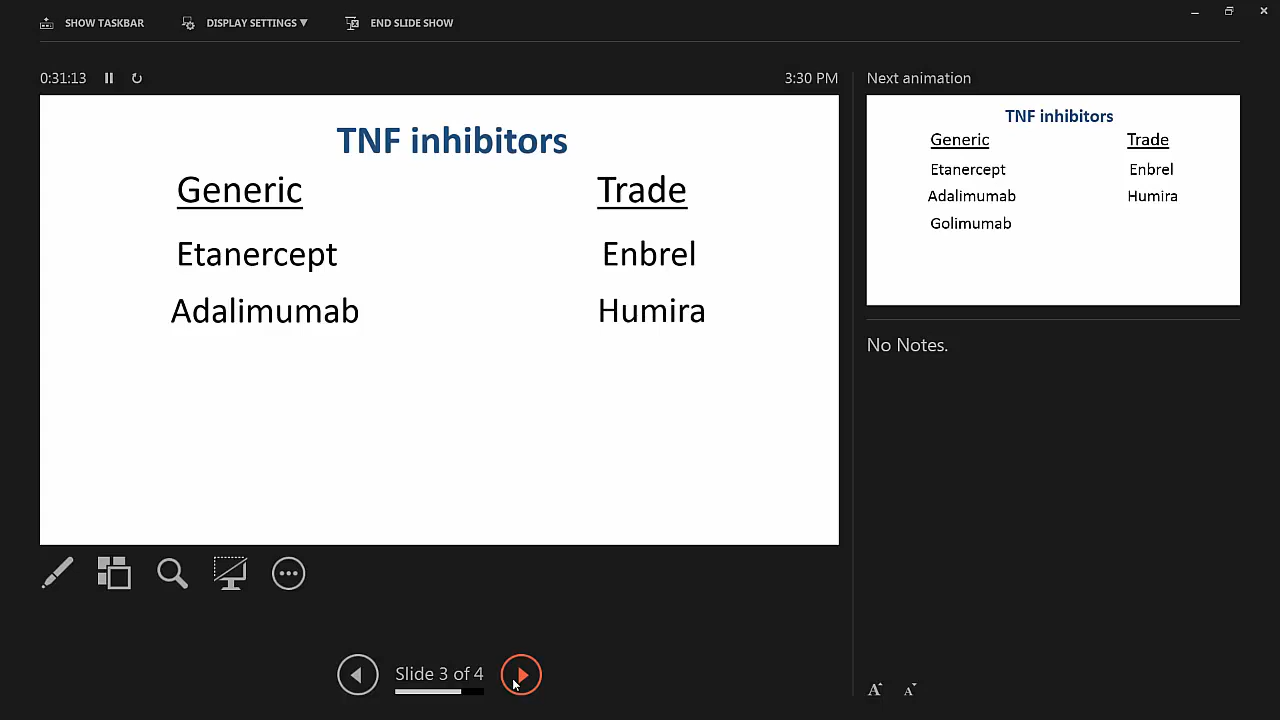 SHOW TASKBAR DISPLAY SETTINGS ▼ END SLIDE SHOW
0:31:13 3:30 PM
TNF inhibitors
Generic Trade
Etanercept Enbrel
Adalimumab Humira
Next animation
TNF inhibitors
Generic Trade
Etanercept Enbrel
Adalimumab Humira
Golimumab
No Notes.
Slide 3 of 4
A A